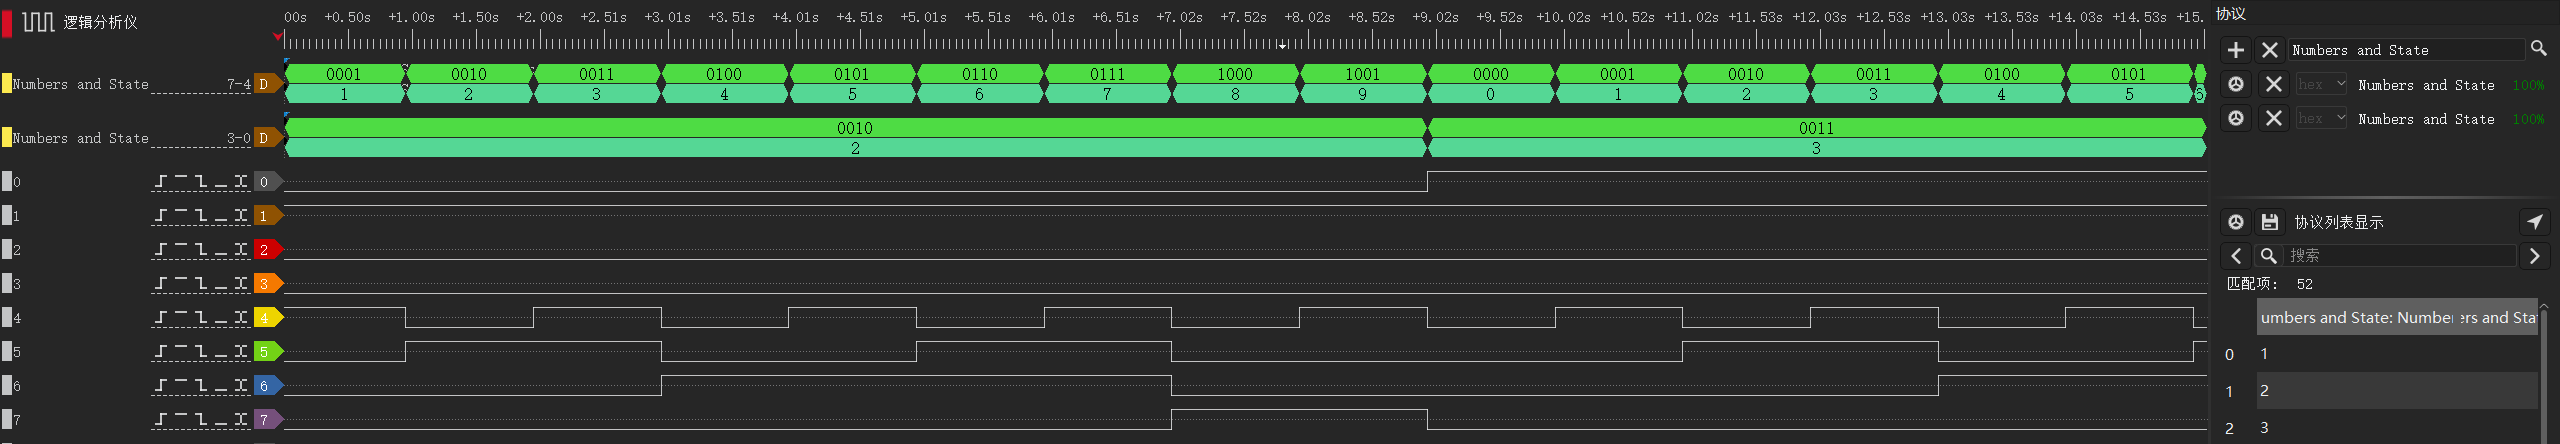 逻辑分析仪
00s +0.50s +1.00s +1.50s +2.00s +2.51s +3.01s +3.51s +4.01s +4.51s +5.01s +5.51s +6.01s +6.51s +7.02s +7.52s +8.02s +8.52s +9.02s +9.52s +10.02s +10.52s +11.02s +11.53s +12.03s +12.53s +13.03s +13.53s +14.03s +14.53s +15.
Numbers and State 7-4 D
0001 0010 0011 0100 0101 0110 0111 1000 1001 0000 0001 0010 0011 0100 0101
1 2 3 4 5 6 7 8 9 0 1 2 3 4 5 6
Numbers and State 3-0 D
0010 0011
2 3
0 0
1 1
2 2
3 3
4 4
5 5
6 6
7 7
协议
Numbers and State
hex Numbers and State 100%
hex Numbers and State 100%
协议列表显示
搜索
匹配项： 52
umbers and State: Number ers and Sta
0 1
1 2
2 3